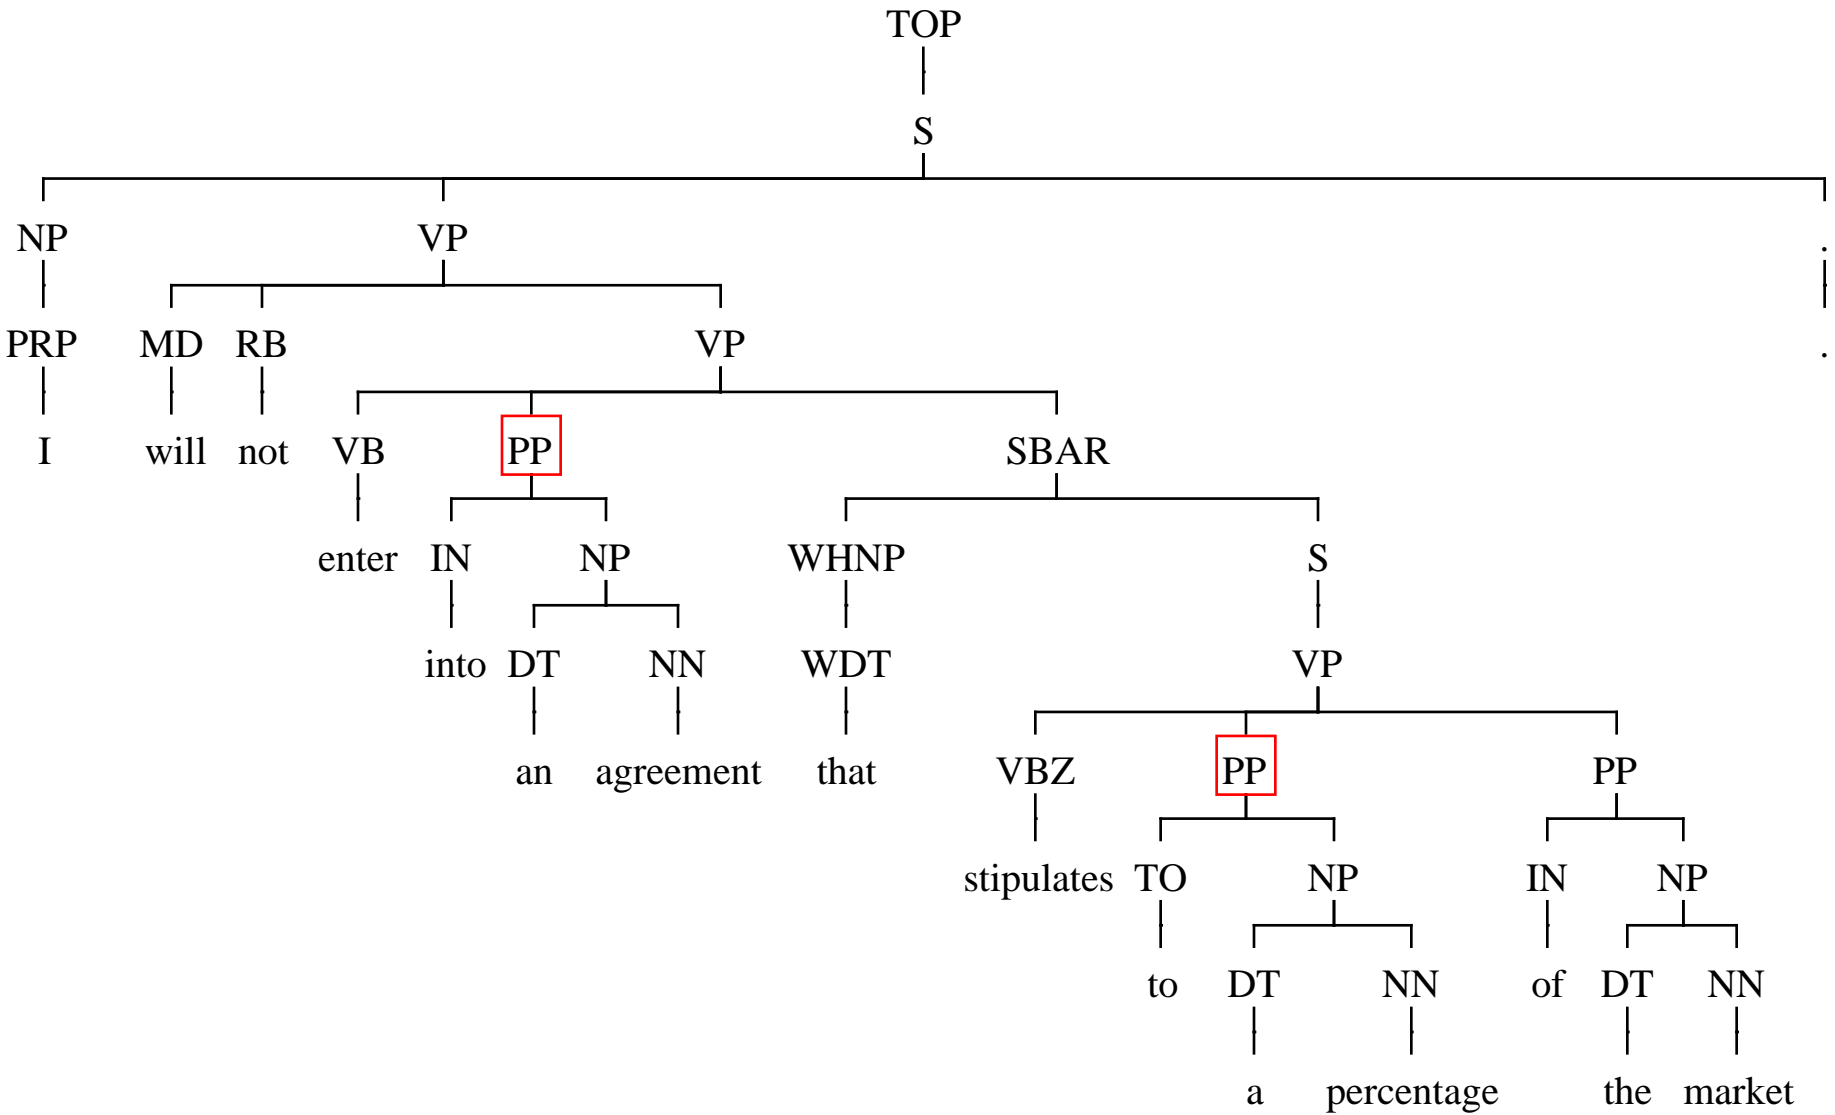 TOP
S
NP VP .
PRP MD RB VP .
I will not VB PP SBAR
enter IN NP WHNP S
into DT NN WDT VP
an agreement that VBZ PP PP
stipulates TO NP IN NP
to DT NN of DT NN
a percentage the market